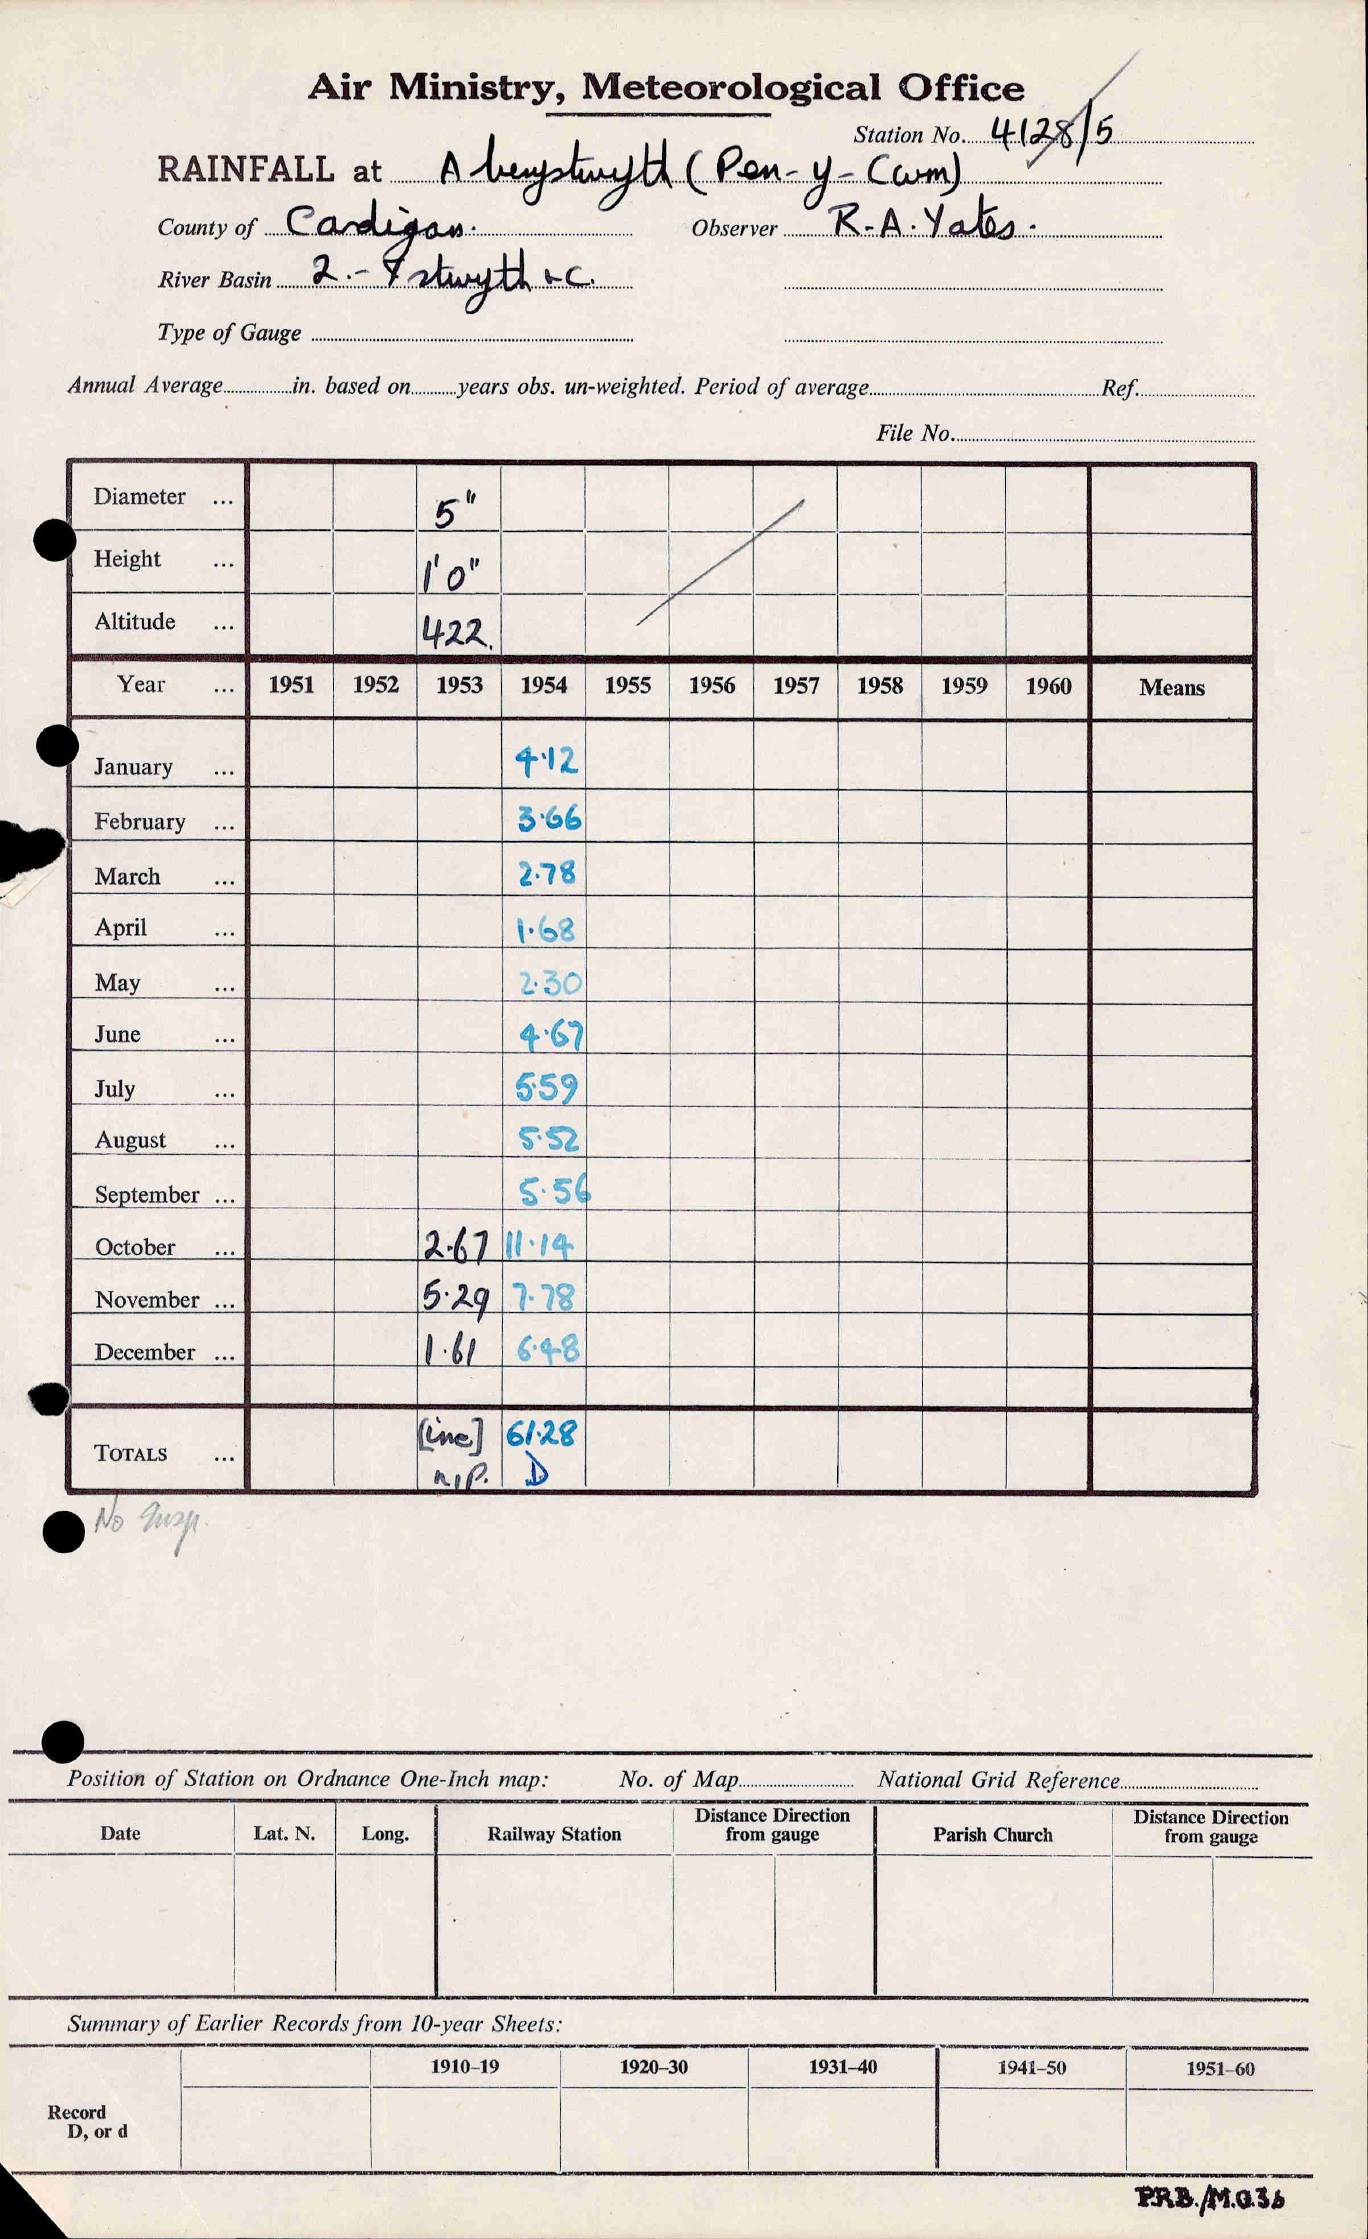 Air Ministry, Meteorological Office
Station No. 4128/5
RAINFALL at Aberystwyth (Pen-y-Cwm)
County of Cardigan. Observer R.A. Yates.
River Basin 2.- Ystwyth &c.
Type of Gauge
Annual Average in. based on years obs. un-weighted. Period of average Ref.
File No.
Diameter ... 5"
Height ... 1'0"
Altitude ... 422.
Year ... 1951 1952 1953 1954 1955 1956 1957 1958 1959 1960 Means
January ... 4.12
February ... 3.66
March ... 2.78
April ... 1.68
May ... 2.30
June ... 4.67
July ... 5.59
August ... 5.52
September ... 5.56
October ... 2.67 11.14
November ... 5.29 7.78
December ... 1.61 6.48
TOTALS ... [inc] 61.28
n.p. D
No Insp.
Position of Station on Ordnance One-Inch map: No. of Map National Grid Reference
Date Lat. N. Long. Railway Station Distance Direction from gauge Parish Church Distance Direction from gauge
Summary of Earlier Records from 10-year Sheets:
1910–19 1920–30 1931–40 1941–50 1951–60
Record
D, or d
P.R.B./M.O.36